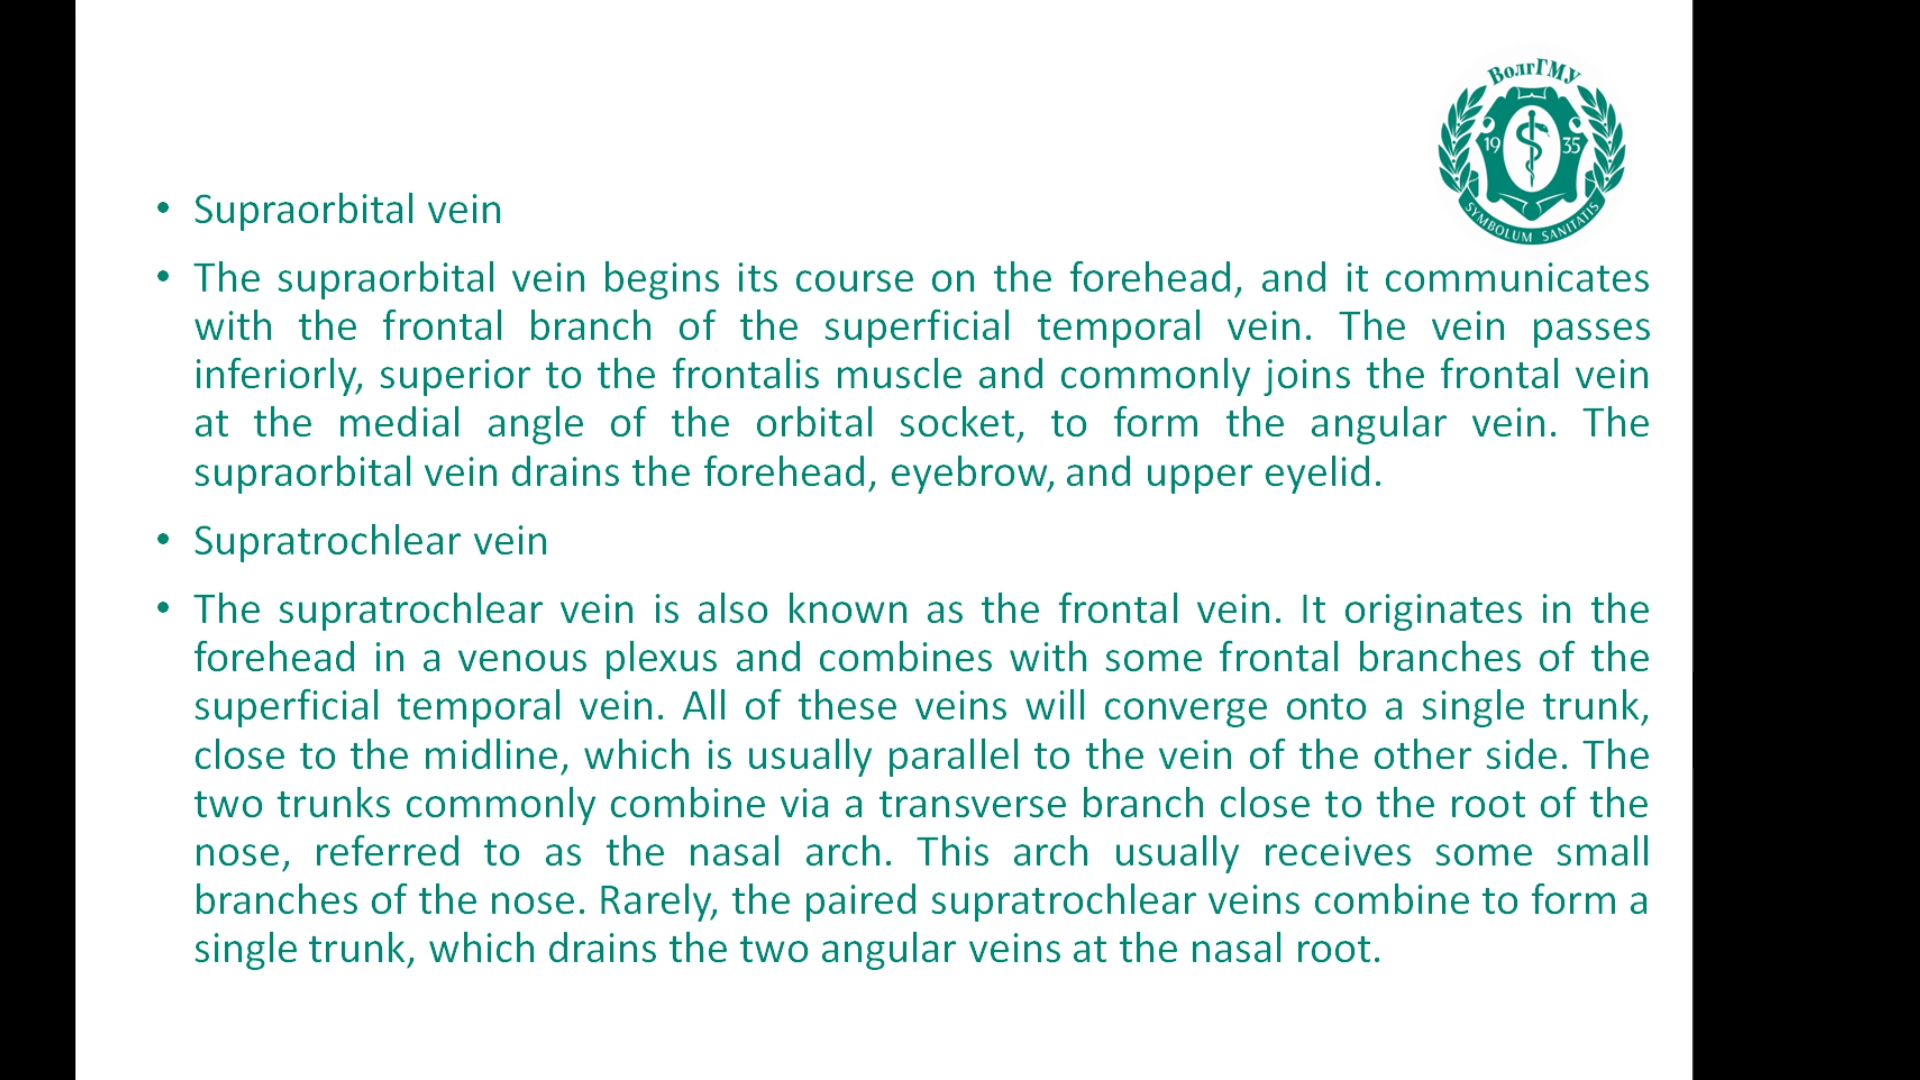 ВолгГМУ
19 35
SYMBOLUM SANITATIS
• Supraorbital vein
• The supraorbital vein begins its course on the forehead, and it communicates
with the frontal branch of the superficial temporal vein. The vein passes
inferiorly, superior to the frontalis muscle and commonly joins the frontal vein
at the medial angle of the orbital socket, to form the angular vein. The
supraorbital vein drains the forehead, eyebrow, and upper eyelid.
• Supratrochlear vein
• The supratrochlear vein is also known as the frontal vein. It originates in the
forehead in a venous plexus and combines with some frontal branches of the
superficial temporal vein. All of these veins will converge onto a single trunk,
close to the midline, which is usually parallel to the vein of the other side. The
two trunks commonly combine via a transverse branch close to the root of the
nose, referred to as the nasal arch. This arch usually receives some small
branches of the nose. Rarely, the paired supratrochlear veins combine to form a
single trunk, which drains the two angular veins at the nasal root.